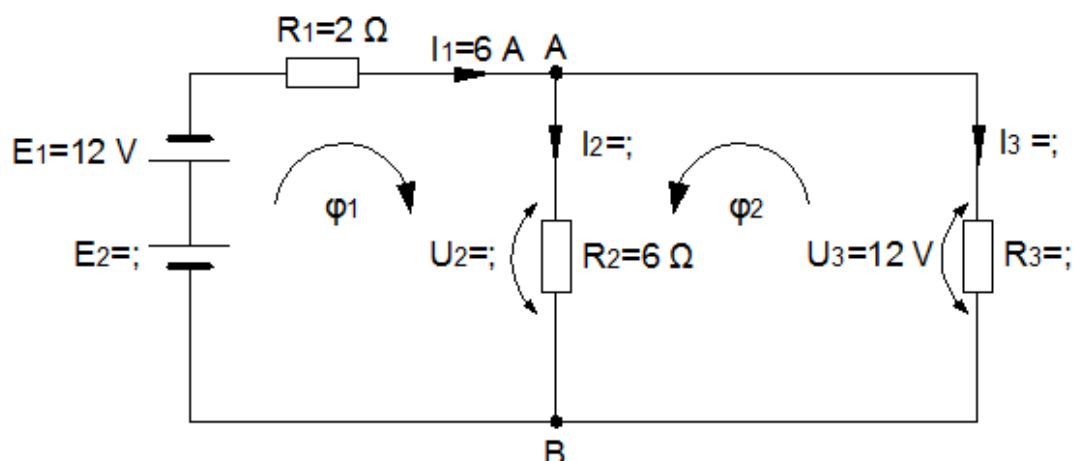 R1=2 Ω
I1=6 A
A
E1=12 V
I2=;
I3 =;
φ1
φ2
E2=;
U2=;
R2=6 Ω
U3=12 V
R3=;
B